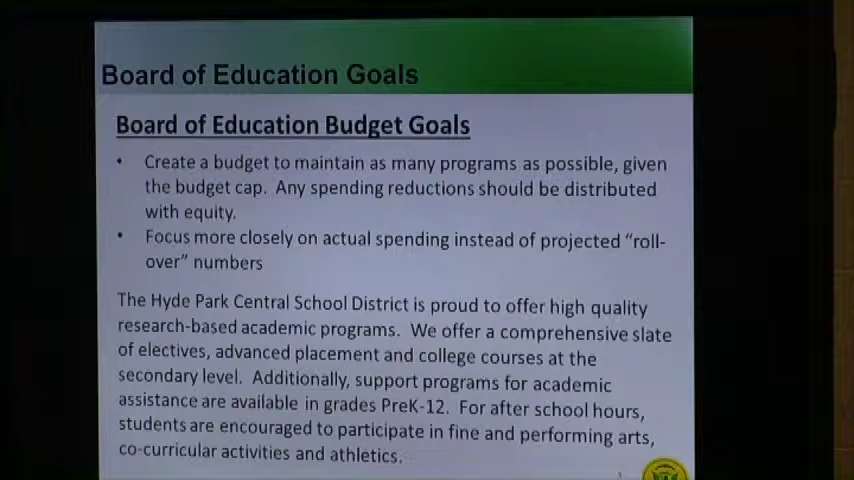 Board of Education Goals
Board of Education Budget Goals
• Create a budget to maintain as many programs as possible, given
the budget cap. Any spending reductions should be distributed
with equity.
• Focus more closely on actual spending instead of projected “roll-
over” numbers
The Hyde Park Central School District is proud to offer high quality
research-based academic programs. We offer a comprehensive slate
of electives, advanced placement and college courses at the
secondary level. Additionally, support programs for academic
assistance are available in grades PreK-12. For after school hours,
students are encouraged to participate in fine and performing arts,
co-curricular activities and athletics.